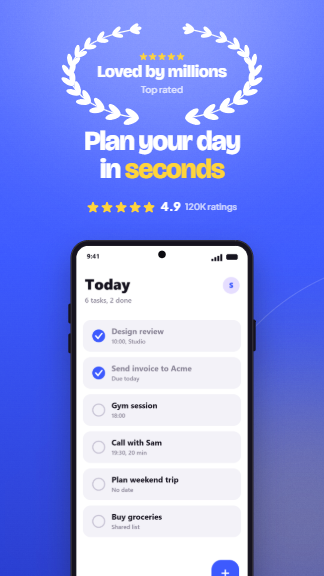 Loved by millions
Top rated
Plan your day
in seconds
4.9 120K ratings
9:41
Today
6 tasks, 2 done
S
Design review
10:00, Studio
Send invoice to Acme
Due today
Gym session
18:00
Call with Sam
19:30, 20 min
Plan weekend trip
No date
Buy groceries
Shared list
+